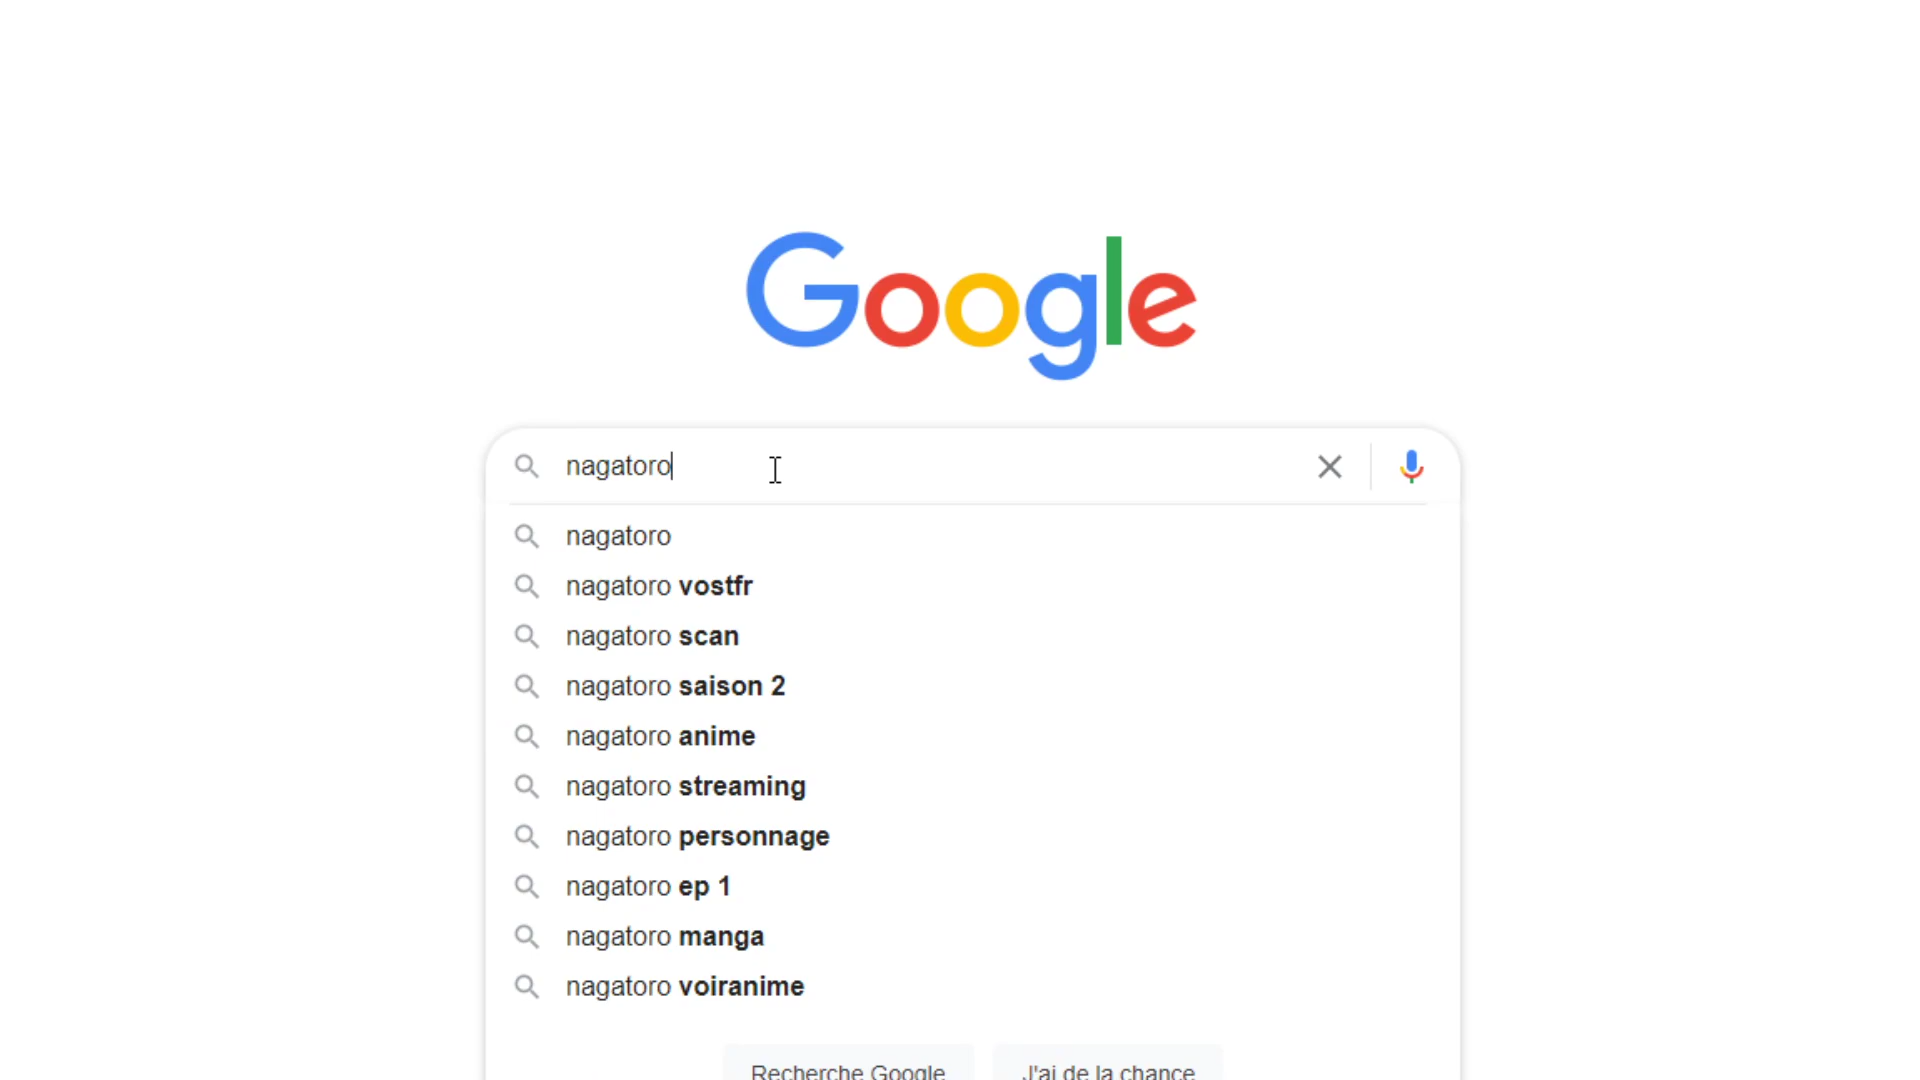 Google
nagatoro
nagatoro
nagatoro vostfr
nagatoro scan
nagatoro saison 2
nagatoro anime
nagatoro streaming
nagatoro personnage
nagatoro ep 1
nagatoro manga
nagatoro voiranime
Recherche Google J'ai de la chance